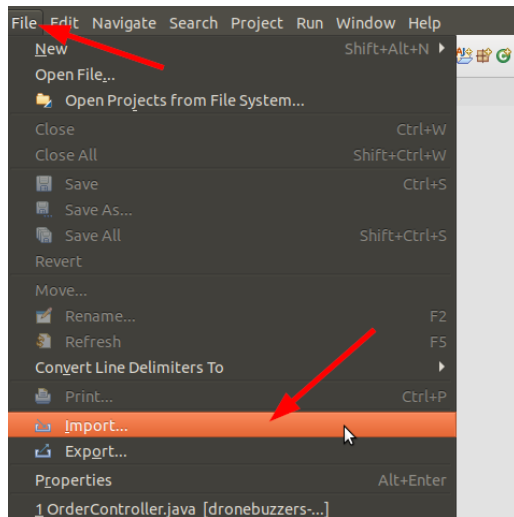 File Edit Navigate Search Project Run Window Help
New Shift+Alt+N
Open File...
Open Projects from File System...
Close Ctrl+W
Close All Shift+Ctrl+W
Save Ctrl+S
Save As...
Save All Shift+Ctrl+S
Revert
Move...
Rename... F2
Refresh F5
Convert Line Delimiters To
Print... Ctrl+P
Import...
Export...
Properties Alt+Enter
1 OrderController.java [dronebuzzers-...]